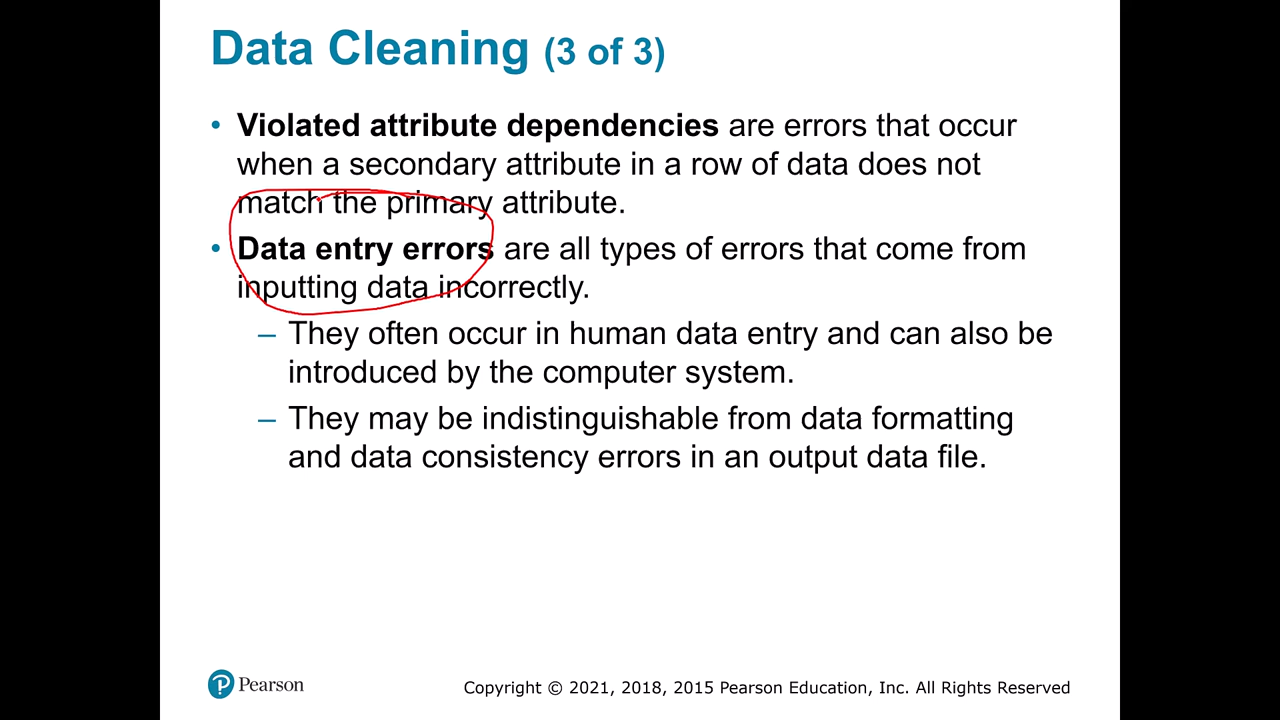 Data Cleaning (3 of 3)
• Violated attribute dependencies are errors that occur
when a secondary attribute in a row of data does not
match the primary attribute.
• Data entry errors are all types of errors that come from
inputting data incorrectly.
– They often occur in human data entry and can also be
introduced by the computer system.
– They may be indistinguishable from data formatting
and data consistency errors in an output data file.
Pearson
Copyright © 2021, 2018, 2015 Pearson Education, Inc. All Rights Reserved